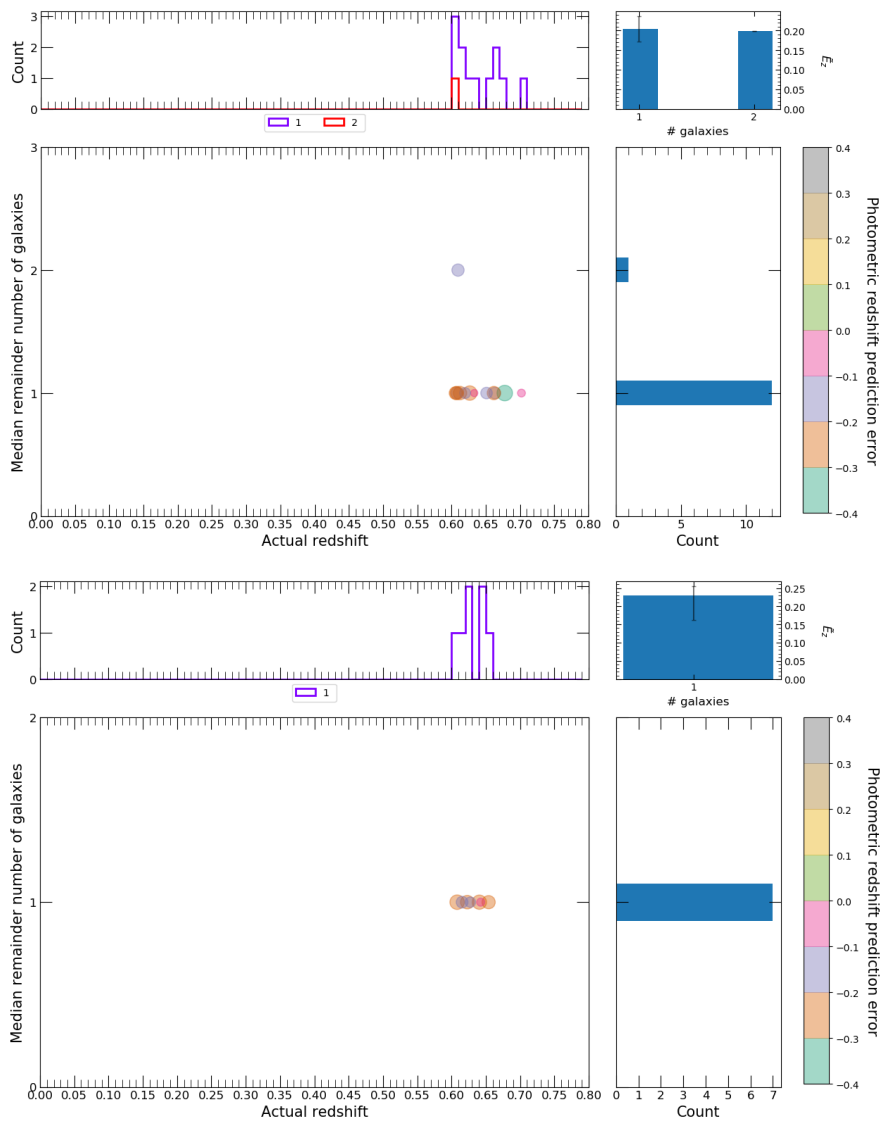 3
2
1
0
Count
1 2
0.20
0.15
0.10
0.05
0.00
Ē_z
1 2
# galaxies
3
2
1
0
Median remainder number of galaxies
0.00 0.05 0.10 0.15 0.20 0.25 0.30 0.35 0.40 0.45 0.50 0.55 0.60 0.65 0.70 0.75 0.80
Actual redshift
0 5 10
Count
0.4
0.3
0.2
0.1
0.0
−0.1
−0.2
−0.3
−0.4
Photometric redshift prediction error
2
1
0
Count
1
0.25
0.20
0.15
0.10
0.05
0.00
Ē_z
1
# galaxies
2
1
0
Median remainder number of galaxies
0.00 0.05 0.10 0.15 0.20 0.25 0.30 0.35 0.40 0.45 0.50 0.55 0.60 0.65 0.70 0.75 0.80
Actual redshift
0 1 2 3 4 5 6 7
Count
0.4
0.3
0.2
0.1
0.0
−0.1
−0.2
−0.3
−0.4
Photometric redshift prediction error